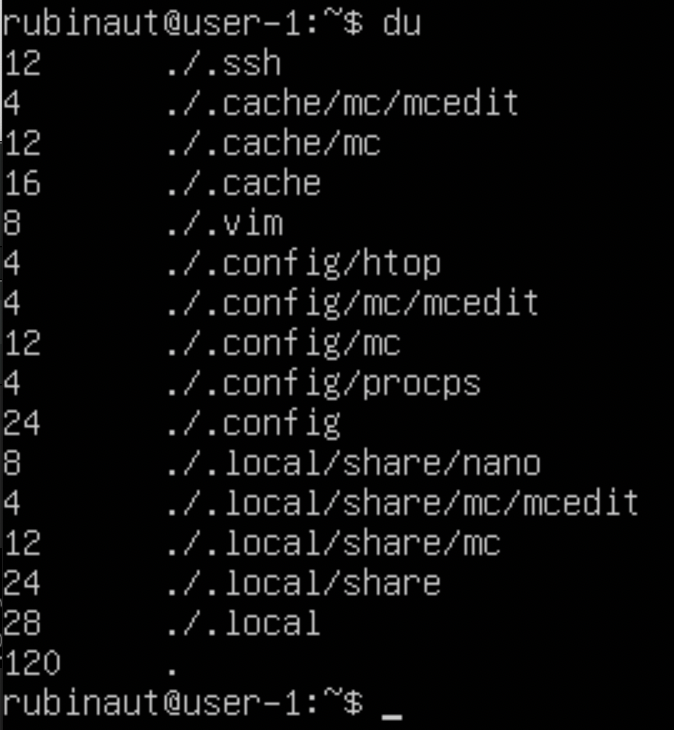 rubinaut@user-1:~$ du
12	./.ssh
4	./.cache/mc/mcedit
12	./.cache/mc
16	./.cache
8	./.vim
4	./.config/htop
4	./.config/mc/mcedit
12	./.config/mc
4	./.config/procps
24	./.config
8	./.local/share/nano
4	./.local/share/mc/mcedit
12	./.local/share/mc
24	./.local/share
28	./.local
120	.
rubinaut@user-1:~$ _